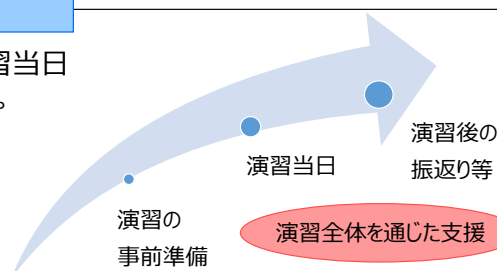 習当日
。
演習後の
振返り等
演習当日
演習の
事前準備
演習全体を通じた支援